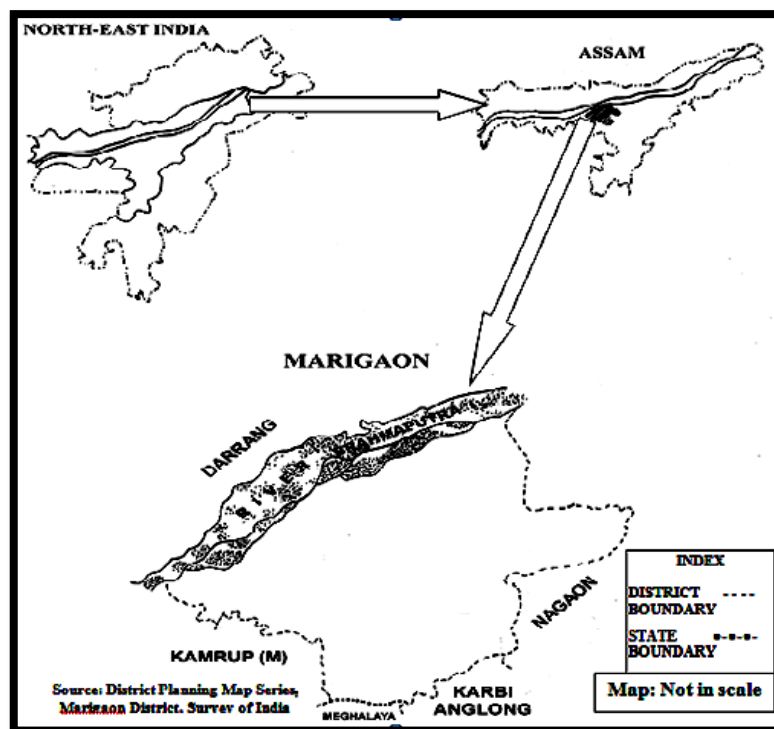 NORTH-EAST INDIA
ASSAM
MARIGAON
DARRANG
RIVER BRAHMAPUTRA
NAGAON
KAMRUP (M)
KARBI
ANGLONG
MEGHALAYA
INDEX
DISTRICT ----
BOUNDARY
STATE
BOUNDARY
Map: Not in scale
Source: District Planning Map Series,
Marigaon District. Survey of India